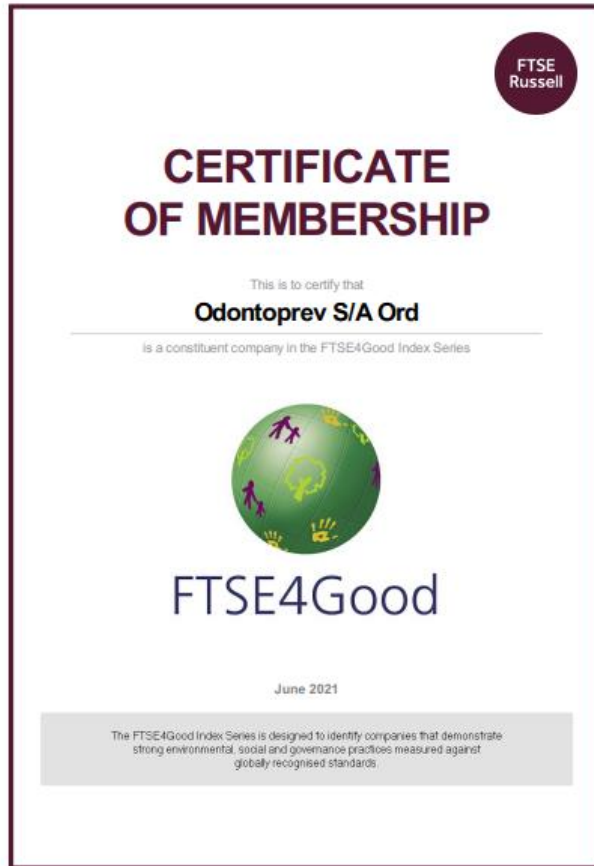 FTSE
Russell
CERTIFICATE
OF MEMBERSHIP
This is to certify that
Odontoprev S/A Ord
is a constituent company in the FTSE4Good Index Series
FTSE4Good
June 2021
The FTSE4Good Index Series is designed to identify companies that demonstrate
strong environmental, social and governance practices measured against
globally recognised standards.